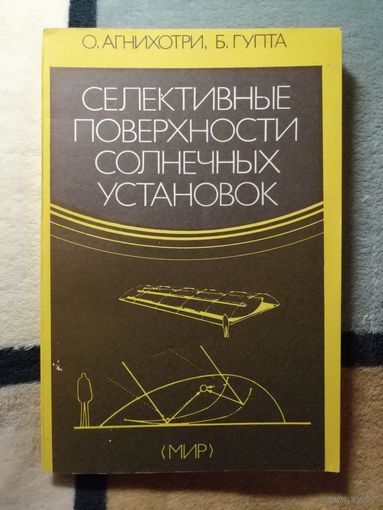 О. АГНИХОТРИ, Б. ГУПТА
СЕЛЕКТИВНЫЕ
ПОВЕРХНОСТИ
СОЛНЕЧНЫХ
УСТАНОВОК
‹МИР›